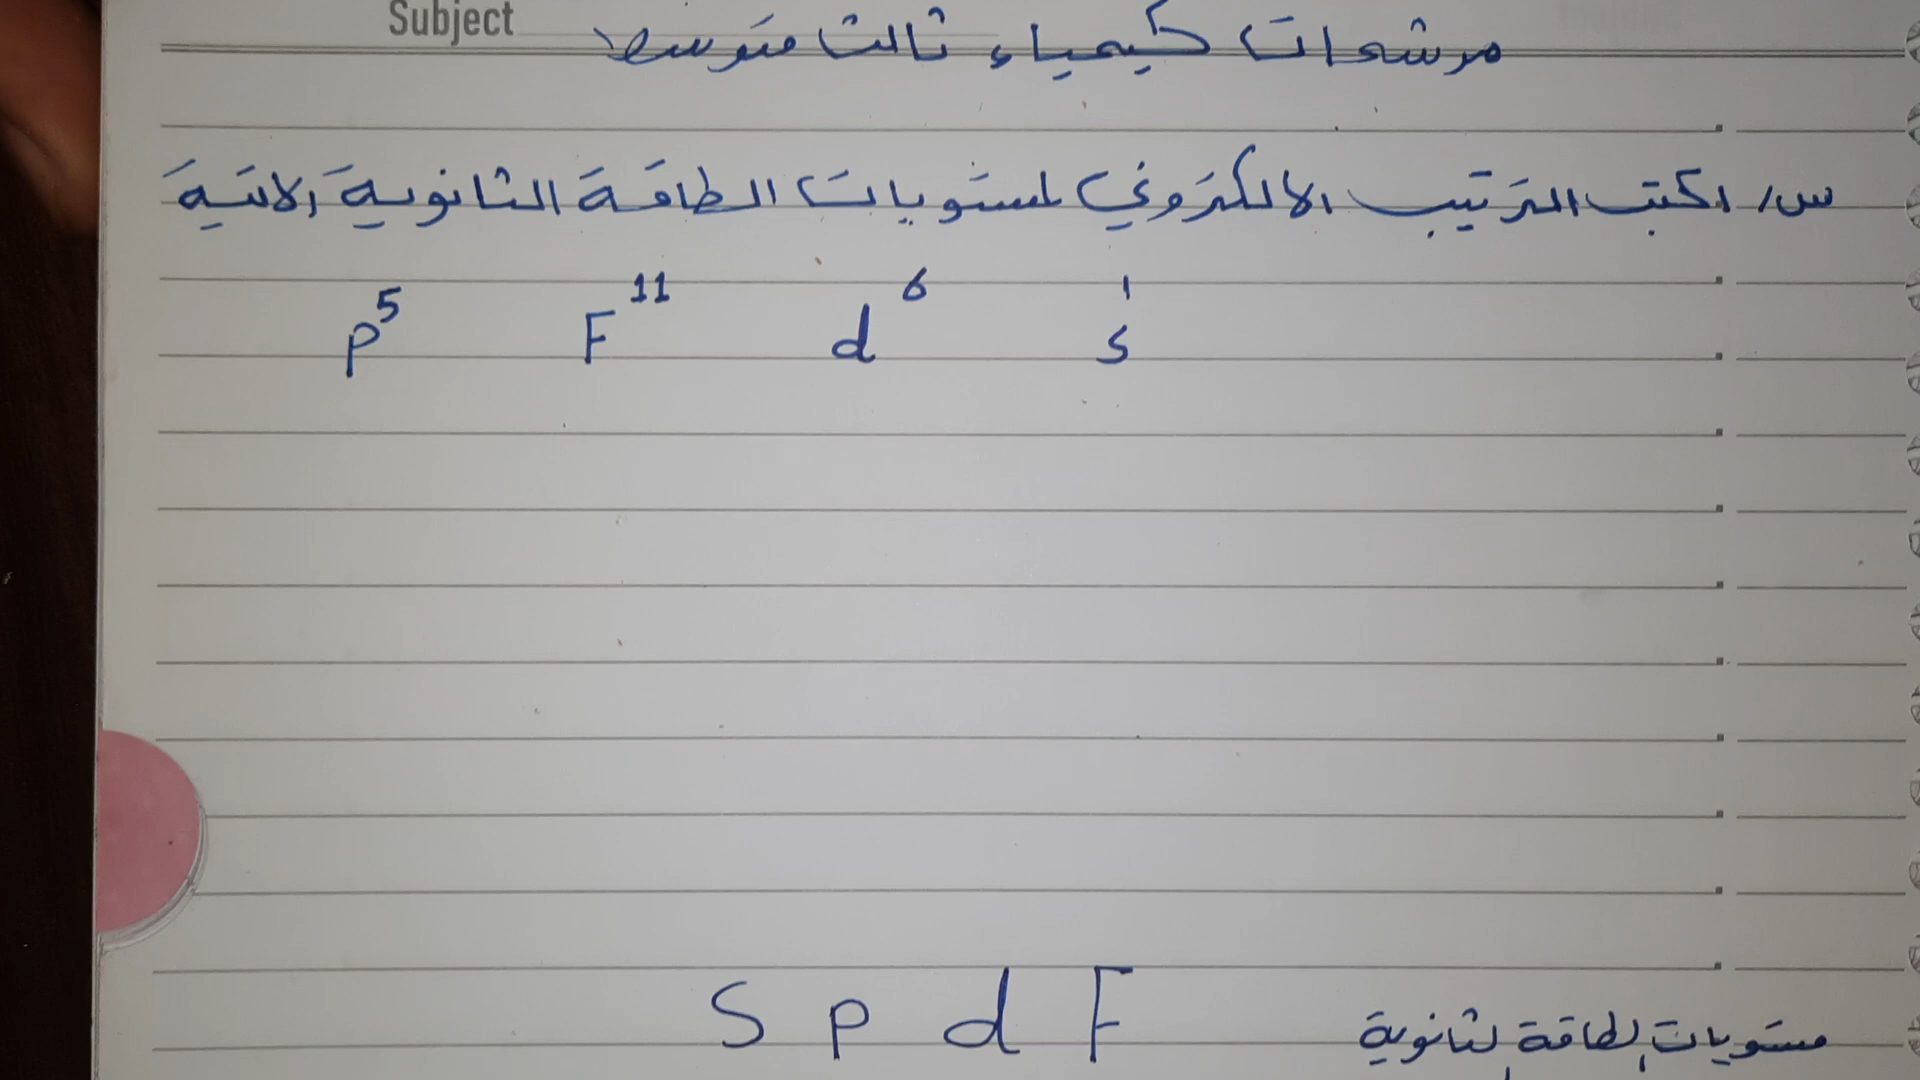 Subject
مرشحات كيمياء ثالث متوسط
س/ اكتب الترتيب الالكتروني لمستويات الطاقة الثانوية الاتية
p⁵ F¹¹ d⁶ s¹
مستويات الطاقة الثانوية S p d F